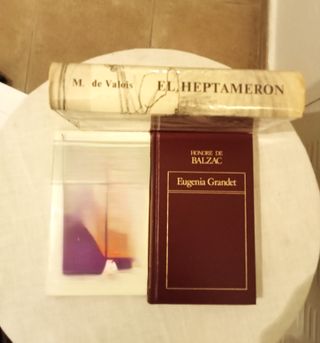 M. de Valois EL HEPTAMERON
HONORÉ DE
BALZAC
Eugenia Grandet